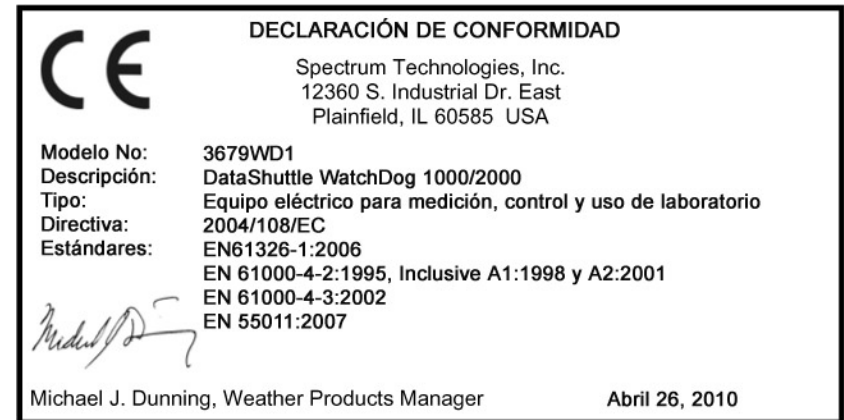 CE
DECLARACIÓN DE CONFORMIDAD
Spectrum Technologies, Inc.
12360 S. Industrial Dr. East
Plainfield, IL 60585 USA
Modelo No: 3679WD1
Descripción: DataShuttle WatchDog 1000/2000
Tipo: Equipo eléctrico para medición, control y uso de laboratorio
Directiva: 2004/108/EC
Estándares: EN61326-1:2006
EN 61000-4-2:1995, Inclusive A1:1998 y A2:2001
EN 61000-4-3:2002
EN 55011:2007
Michael J. Dunning, Weather Products Manager Abril 26, 2010